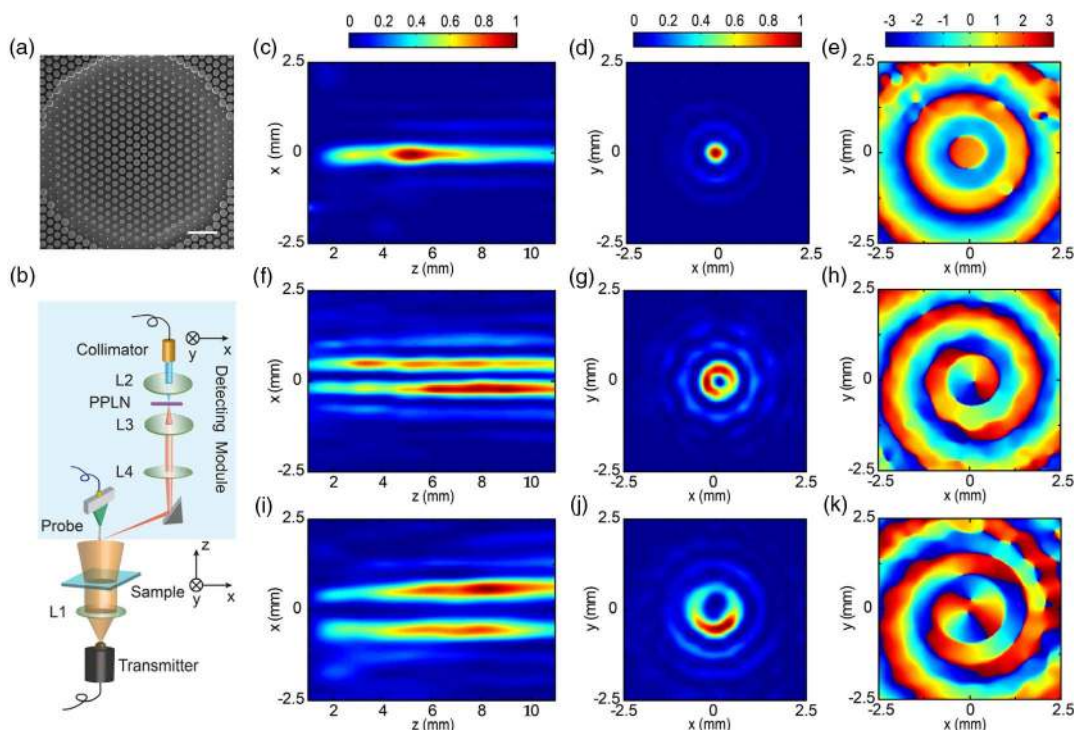 (a)
(b)
Collimator
L2
PPLN
L3
L4
Detecting Module
y
x
Probe
z
Sample
y
x
L1
Transmitter
0 0.2 0.4 0.6 0.8 1
(c)
2.5
0
-2.5
x (mm)
2 4 6 8 10
z (mm)
0 0.2 0.4 0.6 0.8 1
(d)
2.5
0
-2.5
y (mm)
-2.5 0 2.5
x (mm)
-3 -2 -1 0 1 2 3
(e)
2.5
0
-2.5
y (mm)
-2.5 0 2.5
x (mm)
(f)
2.5
0
-2.5
x (mm)
2 4 6 8 10
z (mm)
(g)
2.5
0
-2.5
y (mm)
-2.5 0 2.5
x (mm)
(h)
2.5
0
-2.5
y (mm)
-2.5 0 2.5
x (mm)
(i)
2.5
0
-2.5
x (mm)
2 4 6 8 10
z (mm)
(j)
2.5
0
-2.5
y (mm)
-2.5 0 2.5
x (mm)
(k)
2.5
0
-2.5
y (mm)
-2.5 0 2.5
x (mm)